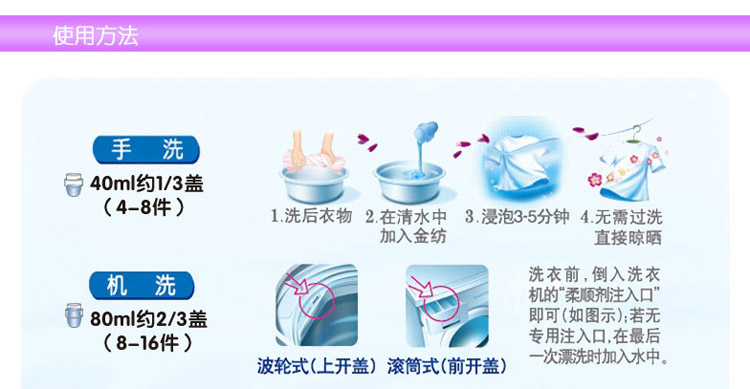 使用方法
手 洗
40ml约1/3盖
（4-8件）
1.洗后衣物
2.在清水中
加入金纺
3.浸泡3-5分钟
4.无需过洗
直接晾晒
机 洗
80ml约2/3盖
（8-16件）
波轮式(上开盖)
滚筒式(前开盖)
洗衣前,倒入洗衣
机的“柔顺剂注入口”
即可(如图示);若无
专用注入口,在最后
一次漂洗时加入水中。